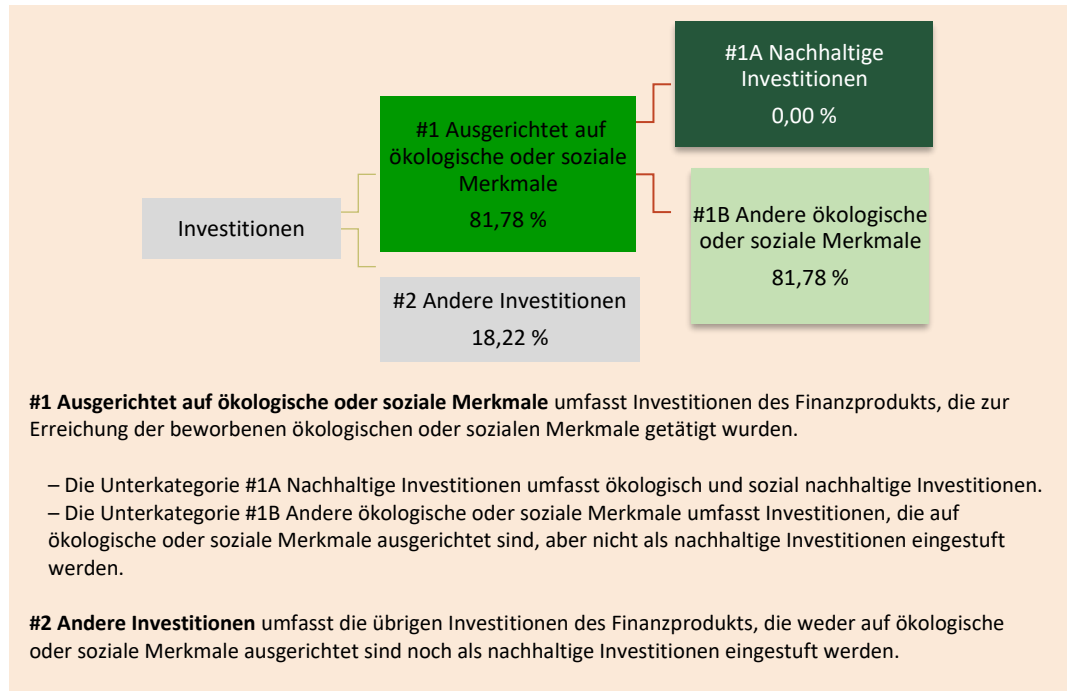 #1A Nachhaltige
Investitionen
0,00 %
#1 Ausgerichtet auf
ökologische oder soziale
Merkmale
81,78 %
Investitionen
#1B Andere ökologische
oder soziale Merkmale
81,78 %
#2 Andere Investitionen
18,22 %
#1 Ausgerichtet auf ökologische oder soziale Merkmale umfasst Investitionen des Finanzprodukts, die zur
Erreichung der beworbenen ökologischen oder sozialen Merkmale getätigt wurden.
– Die Unterkategorie #1A Nachhaltige Investitionen umfasst ökologisch und sozial nachhaltige Investitionen.
– Die Unterkategorie #1B Andere ökologische oder soziale Merkmale umfasst Investitionen, die auf
ökologische oder soziale Merkmale ausgerichtet sind, aber nicht als nachhaltige Investitionen eingestuft
werden.
#2 Andere Investitionen umfasst die übrigen Investitionen des Finanzprodukts, die weder auf ökologische
oder soziale Merkmale ausgerichtet sind noch als nachhaltige Investitionen eingestuft werden.